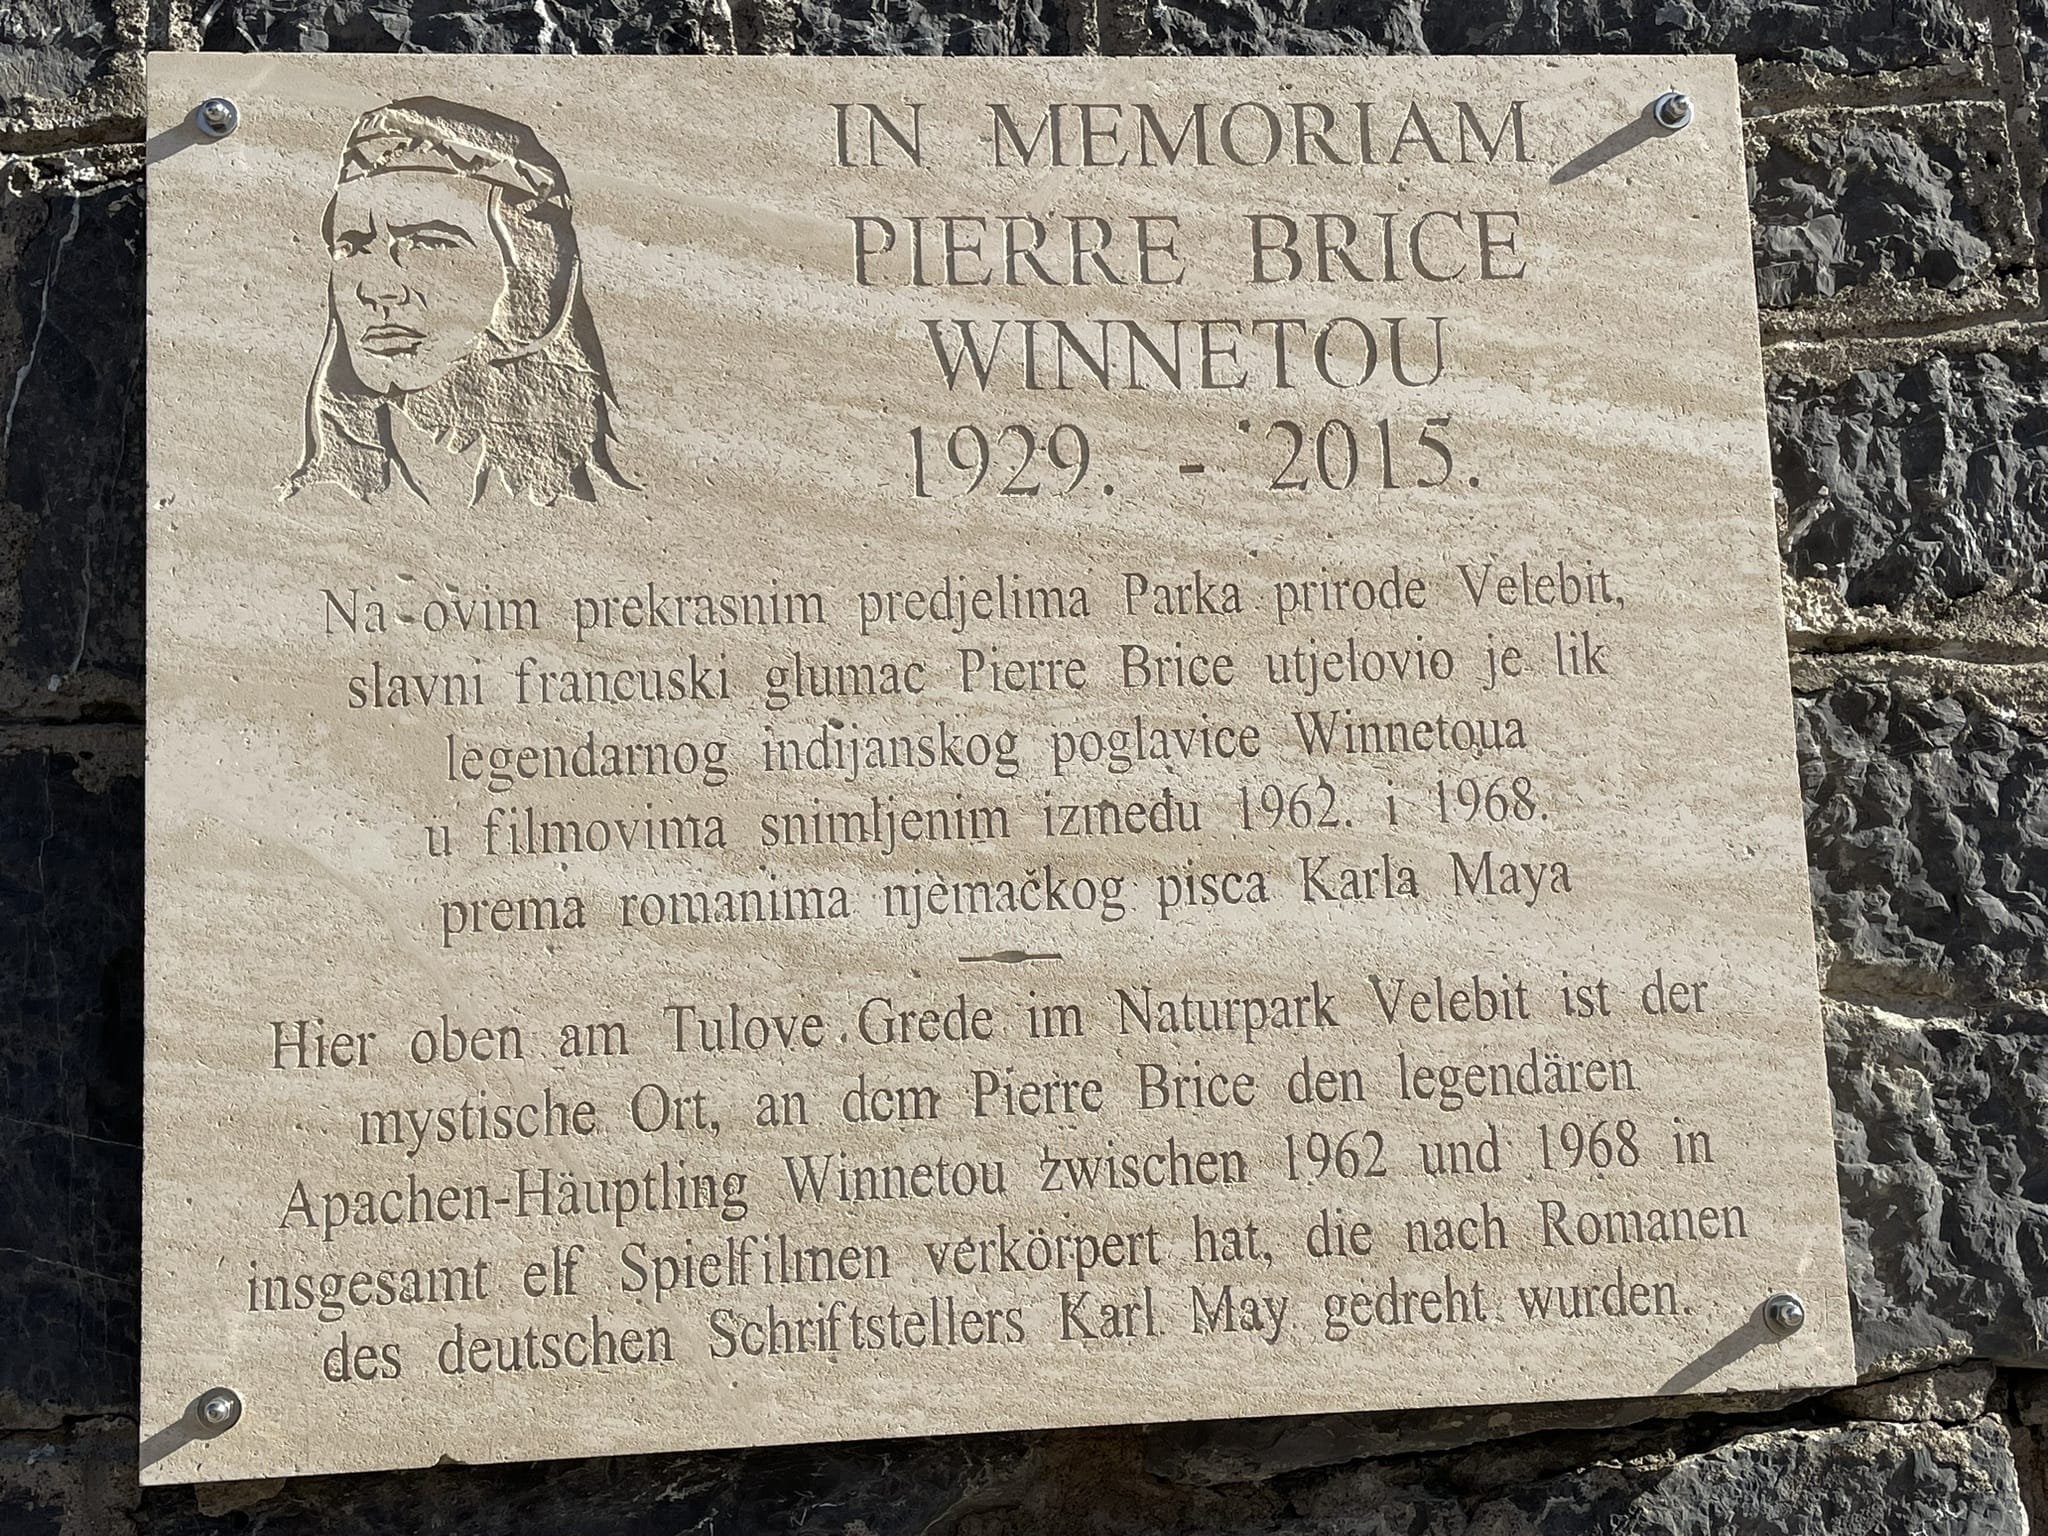 IN MEMORIAM
PIERRE BRICE
WINNETOU
1929. - 2015.
Na ovim prekrasnim predjelima Parka prirode Velebit,
slavni francuski glumac Pierre Brice utjelovio je lik
legendarnog indijanskog poglavice Winnetoua
u filmovima snimljenim između 1962. i 1968.
prema romanima njemačkog pisca Karla Maya
Hier oben am Tulove Grede im Naturpark Velebit ist der
mystische Ort, an dem Pierre Brice den legendären
Apachen-Häuptling Winnetou zwischen 1962 und 1968 in
insgesamt elf Spielfilmen verkörpert hat, die nach Romanen
des deutschen Schriftstellers Karl May gedreht wurden.